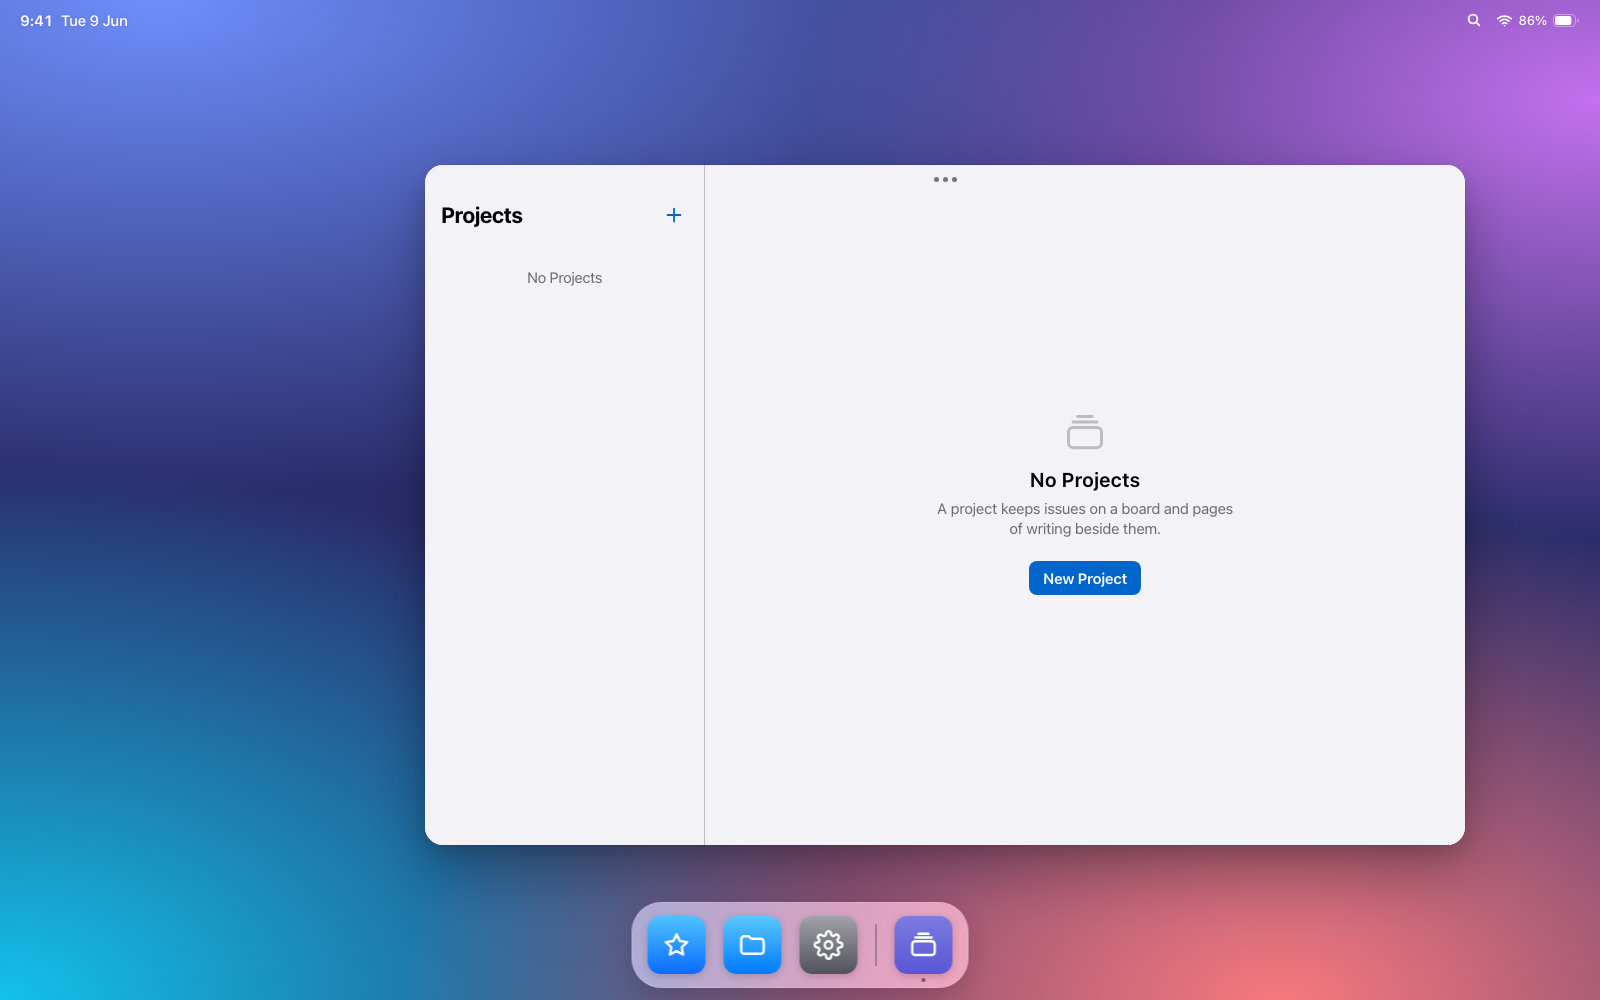 9:41 Tue 9 Jun
86%
Projects
No Projects
No Projects
A project keeps issues on a board and pages
of writing beside them.
New Project